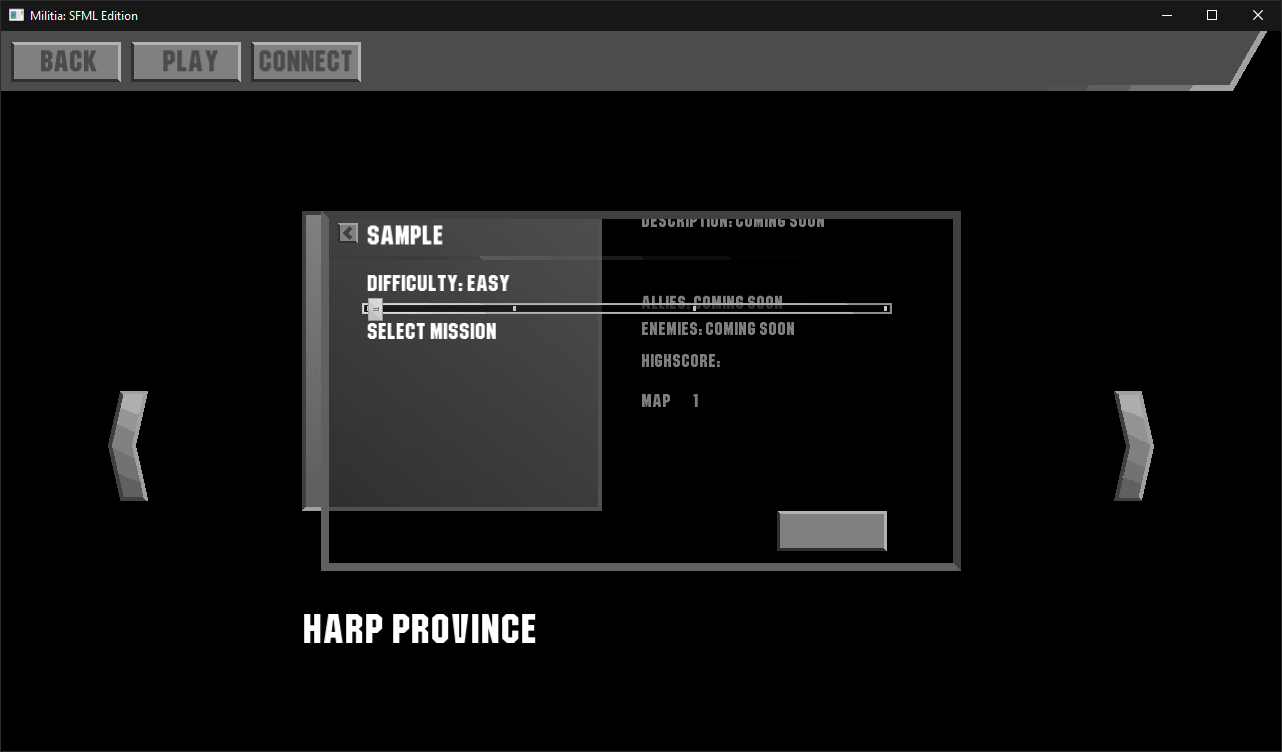 Militia: SFML Edition
BACK PLAY CONNECT
SAMPLE
DESCRIPTION: COMING SOON
DIFFICULTY: EASY
ALLIES: COMING SOON
SELECT MISSION
ENEMIES: COMING SOON
HIGHSCORE:
MAP 1
HARP PROVINCE